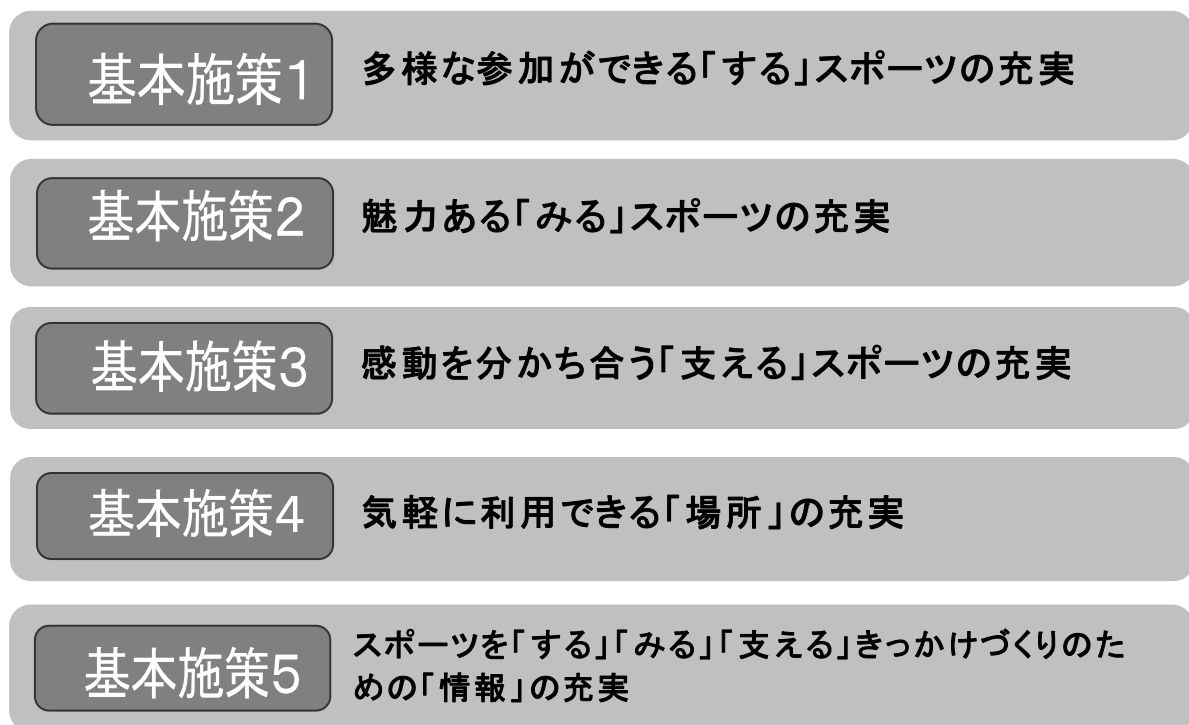 基本施策1
多様な参加ができる「する」スポーツの充実
基本施策2
魅力ある「みる」スポーツの充実
基本施策3
感動を分かち合う「支える」スポーツの充実
基本施策4
気軽に利用できる「場所」の充実
基本施策5
スポーツを「する」「みる」「支える」きっかけづくりのた
めの「情報」の充実